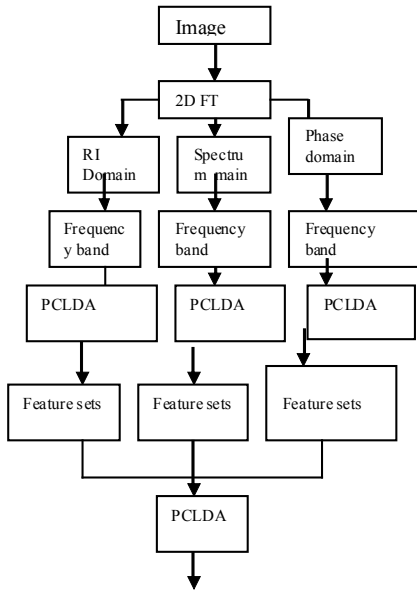 Image
2D FT
RI
Domain
Spectru
m main
Phase
domain
Frequenc
y band
Frequency
band
Frequency
band
PCLDA
PCLDA
PCLDA
Feature sets
Feature sets
Feature sets
PCLDA